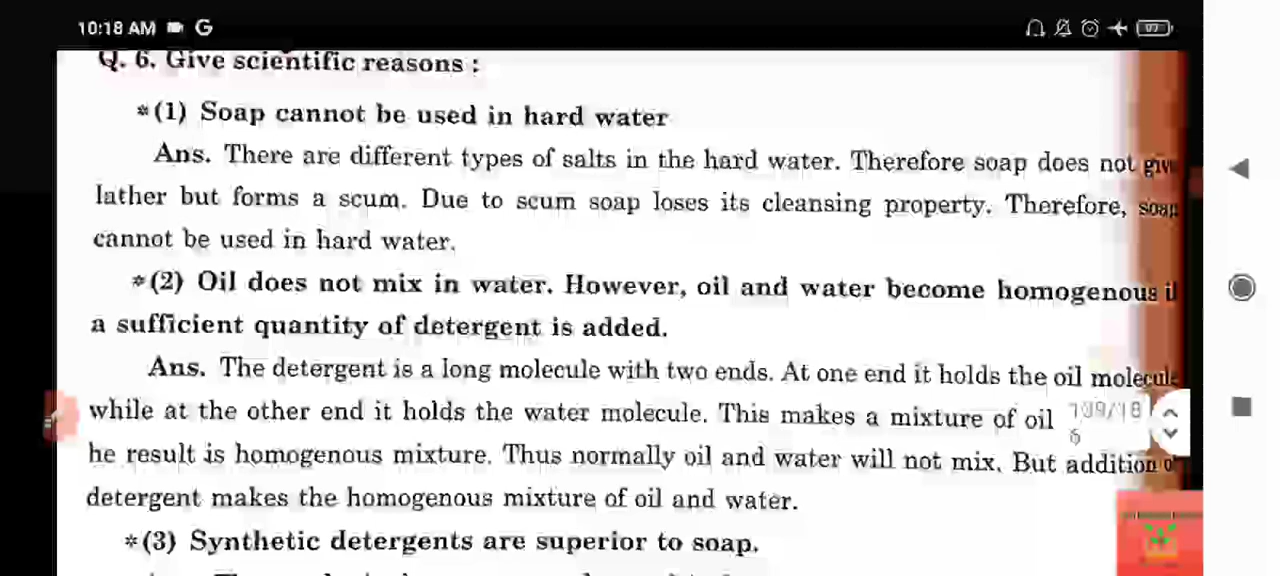 10:18 AM G
Q. 6. Give scientific reasons :
*(1) Soap cannot be used in hard water
Ans. There are different types of salts in the hard water. Therefore soap does not
lather but forms a scum. Due to scum soap loses its cleansing property. Therefore, soap
cannot be used in hard water.
*(2) Oil does not mix in water. However, oil and water become homogenous
a sufficient quantity of detergent is added.
Ans. The detergent is a long molecule with two ends. At one end it holds the oil
while at the other end it holds the water molecule. This makes a mixture of oil
he result is homogenous mixture. Thus normally oil and water will not mix. But addition
detergent makes the homogenous mixture of oil and water.
*(3) Synthetic detergents are superior to soap.